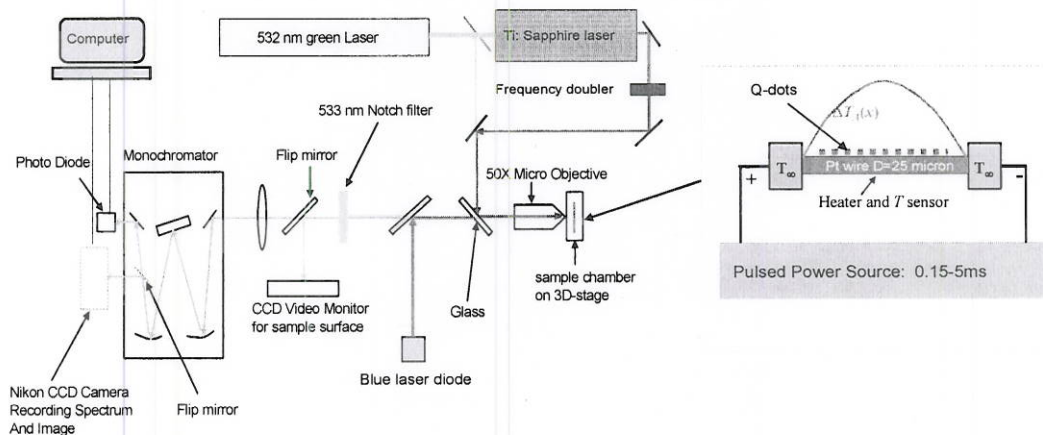 Computer
532 nm green Laser
Ti: Sapphire laser
Frequency doubler
533 nm Notch filter
Photo Diode
Monochromator
Flip mirror
50X Micro Objective
CCD Video Monitor
for sample surface
Glass
sample chamber
on 3D-stage
Blue laser diode
Nikon CCD Camera
Recording Spectrum
And Image
Flip mirror
Q-dots
(x)
T∞
T∞
+
-
Pt wire D=25 micron
Heater and T sensor
Pulsed Power Source: 0.15-5ms